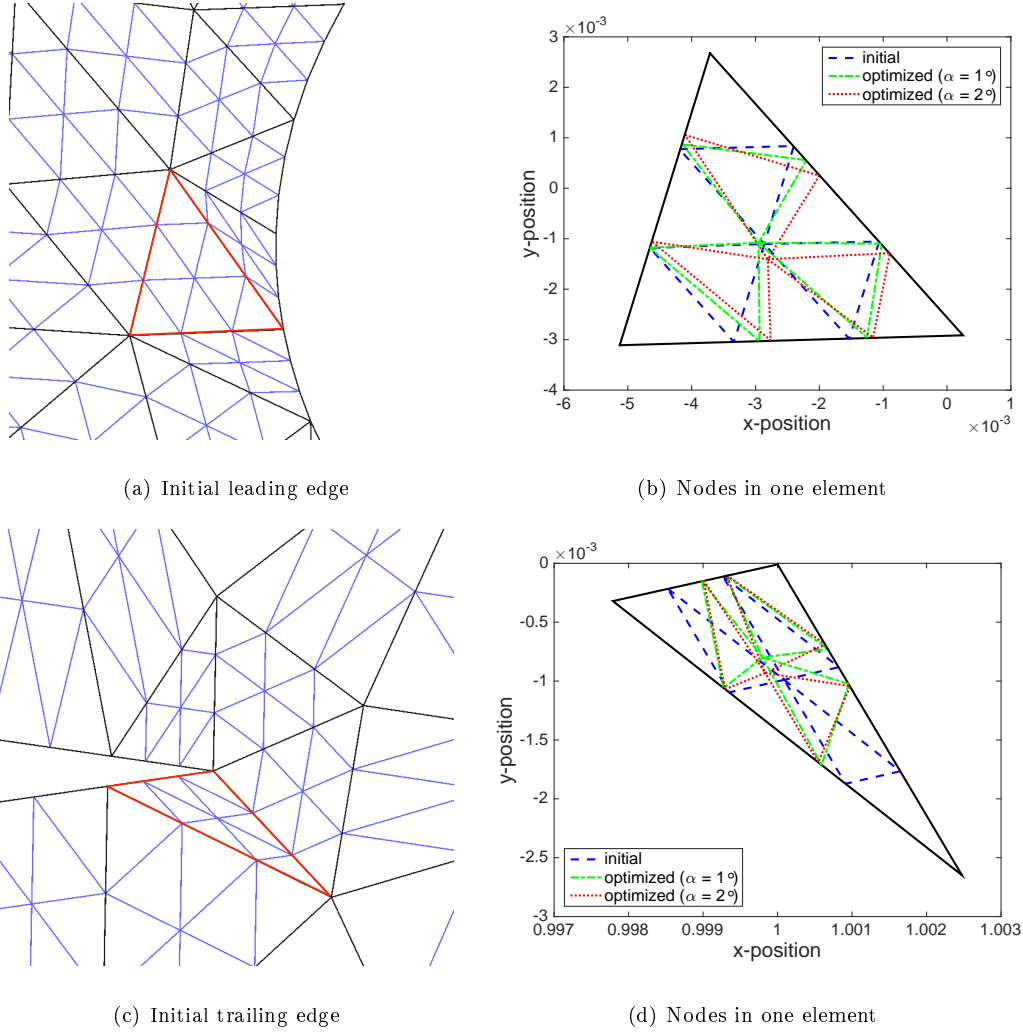 ×10⁻³
3
2
1
0
-1
-2
-3
-4
y-position
initial
optimized (α = 1°)
optimized (α = 2°)
-6
-5
-4
-3
-2
-1
0
1
x-position
×10⁻³
(a) Initial leading edge
(b) Nodes in one element
×10⁻³
0
-0.5
-1
-1.5
-2
-2.5
-3
y-position
initial
optimized (α = 1°)
optimized (α = 2°)
0.997
0.998
0.999
1
1.001
1.002
1.003
x-position
(c) Initial trailing edge
(d) Nodes in one element